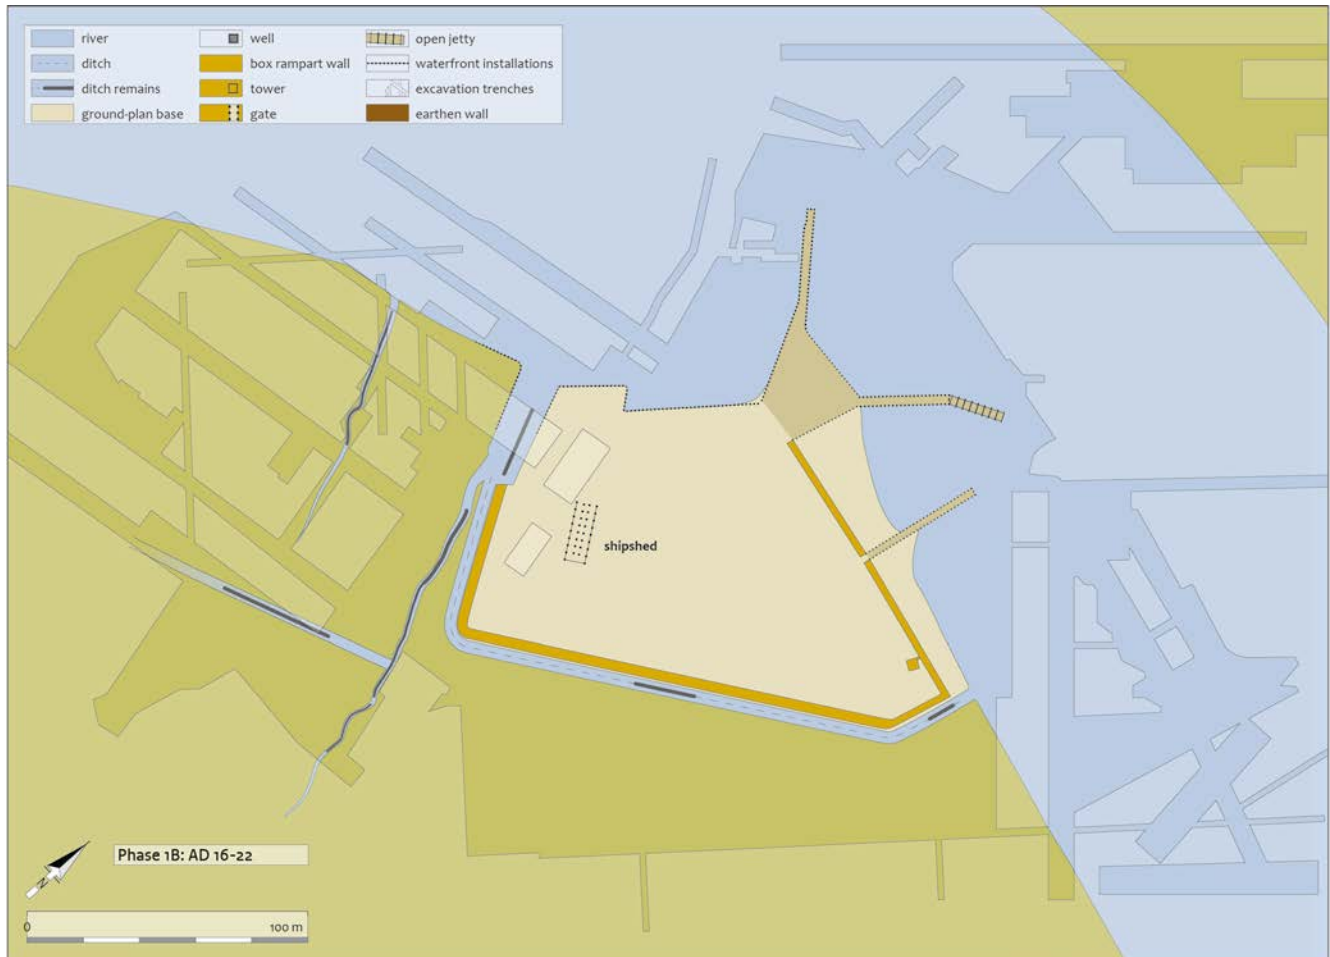 river
ditch
ditch remains
ground-plan base
well
box rampart wall
tower
gate
open jetty
waterfront installations
excavation trenches
earthen wall
shipshed
Phase 1B: AD 16-22
N
0
100 m